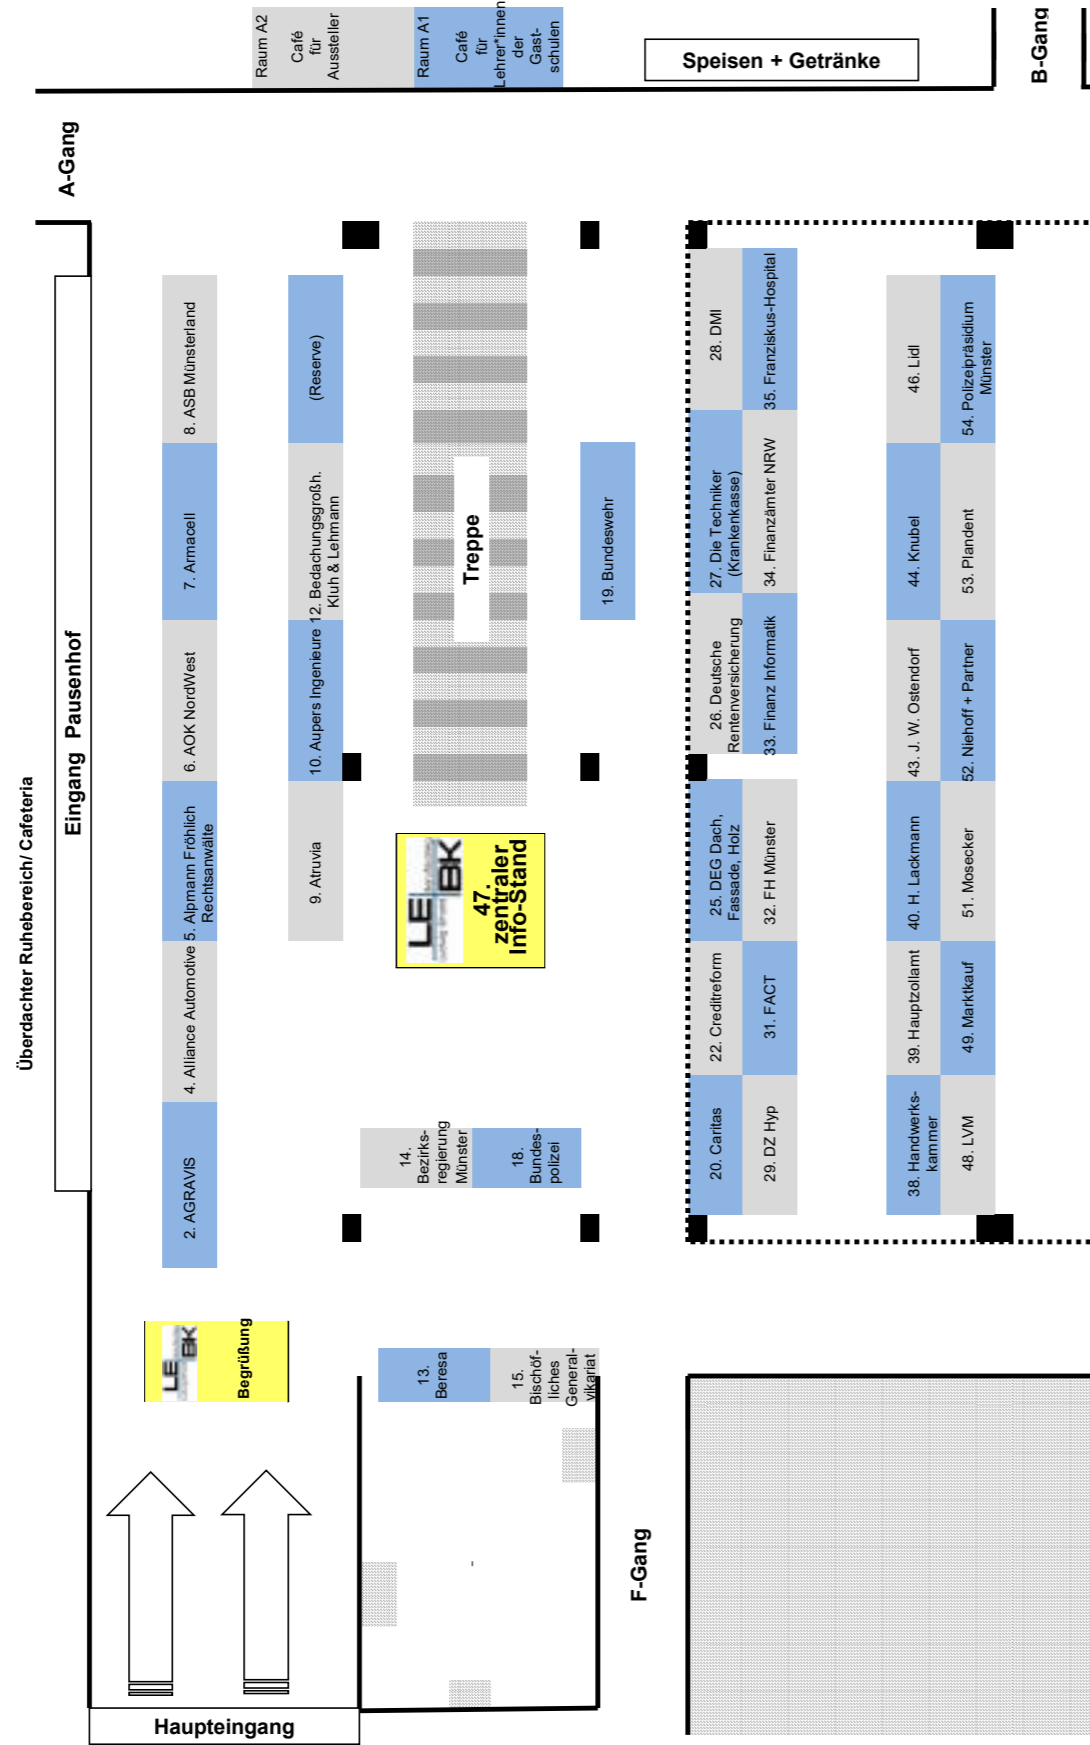 Überdachter Ruhebereich/ Cafeteria
Eingang Pausenhof
A-Gang
Raum A2
Café
für
Aussteller
Raum A1
Café
für
Lehrer*innen
der
Gast-
schulen
Speisen + Getränke
B-Gang
2. AGRAVIS
4. Alliance Automotive
5. Alpmann Fröhlich
Rechtsanwälte
6. AOK NordWest
7. Armacell
8. ASB Münsterland
9. Atruvia
10. Aupers Ingenieure
12. Bedachungsgroßh.
Kluh & Lehmann
(Reserve)
Treppe
LE
BK
47.
zentraler
Info-Stand
14.
Bezirks-
regierung
Münster
18.
Bundes-
polizei
19. Bundeswehr
20. Caritas
22. Creditreform
25. DEG Dach,
Fassade, Holz
26. Deutsche
Rentenversicherung
27. Die Techniker
(Krankenkasse)
28. DMI
29. DZ Hyp
31. FACT
32. FH Münster
33. Finanz Informatik
34. Finanzämter NRW
35. Franziskus-Hospital
38. Handwerks-
kammer
39. Hauptzollamt
40. H. Lackmann
43. J. W. Ostendorf
44. Knubel
46. Lidl
48. LVM
49. Marktkauf
51. Mosecker
52. Niehoff + Partner
53. Plandent
54. Polizeipräsidium
Münster
LE
BK
Begrüßung
13.
Beresa
15.
Bischöf-
liches
General-
vikariat
-
F-Gang
Haupteingang